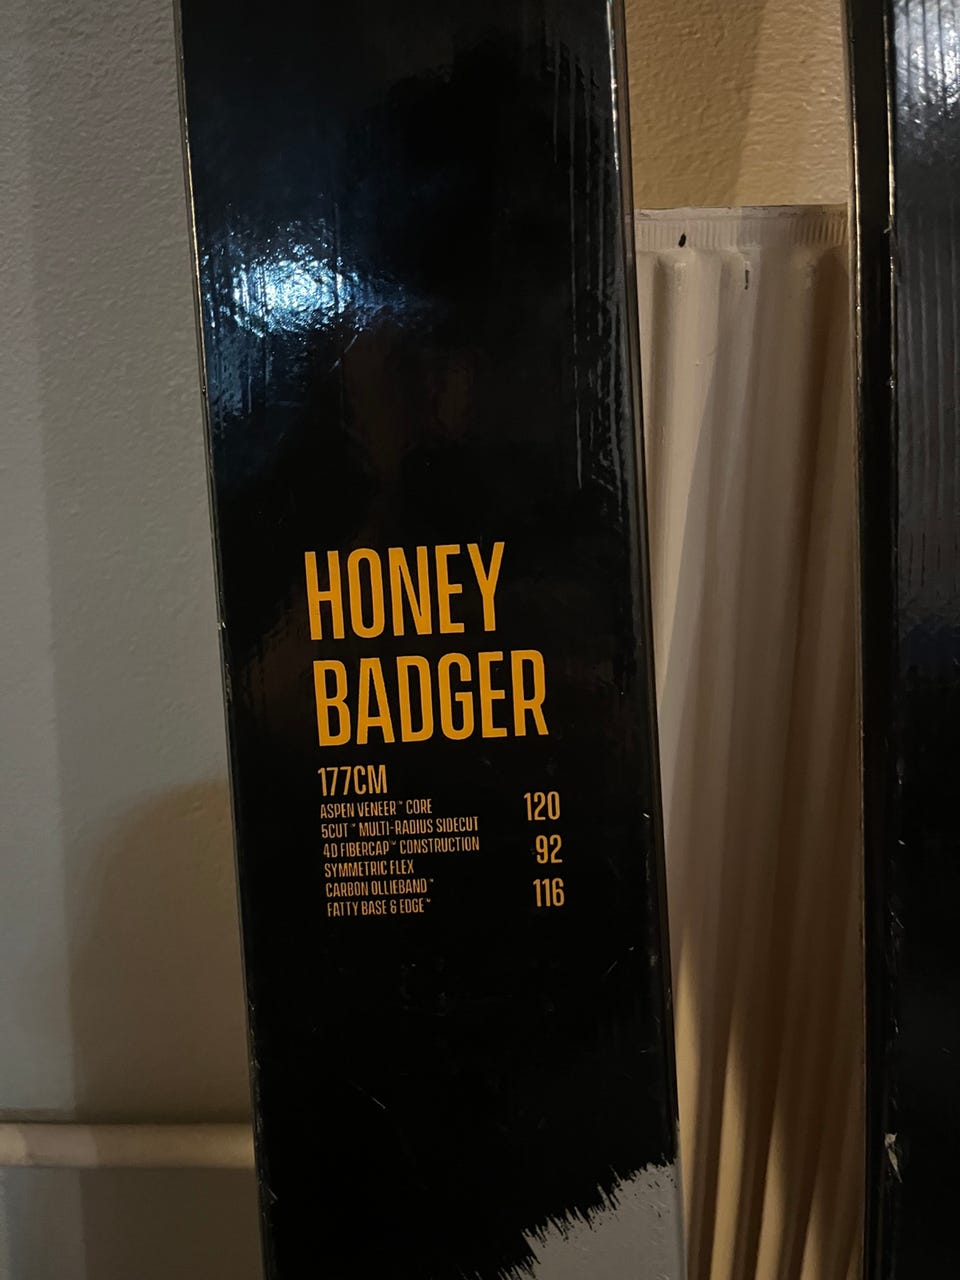 HONEY
BADGER
177CM
ASPEN VENEER™ CORE
5CUT™ MULTI-RADIUS SIDECUT
4D FIBERCAP™ CONSTRUCTION
SYMMETRIC FLEX
CARBON OLLIEBAND™
FATTY BASE & EDGE™
120
92
116